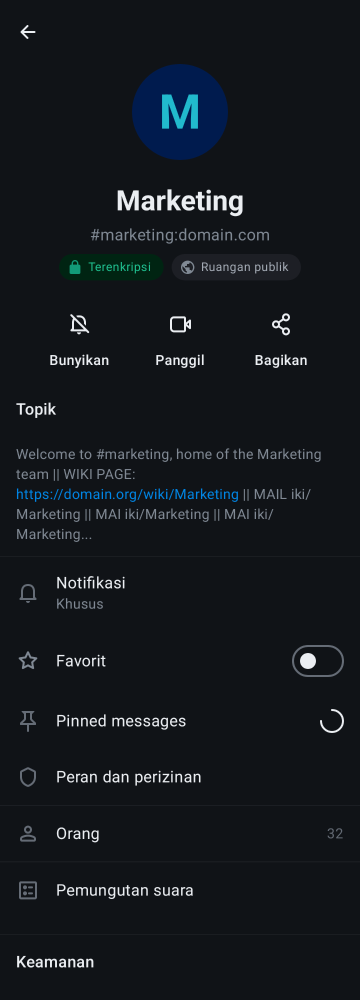 M
Marketing
#marketing:domain.com
Terenkripsi
Ruangan publik
Bunyikan
Panggil
Bagikan
Topik
Welcome to #marketing, home of the Marketing
team || WIKI PAGE:
https://domain.org/wiki/Marketing || MAIL iki/
Marketing || MAI iki/Marketing || MAI iki/
Marketing...
Notifikasi
Khusus
Favorit
Pinned messages
Peran dan perizinan
Orang 32
Pemungutan suara
Keamanan